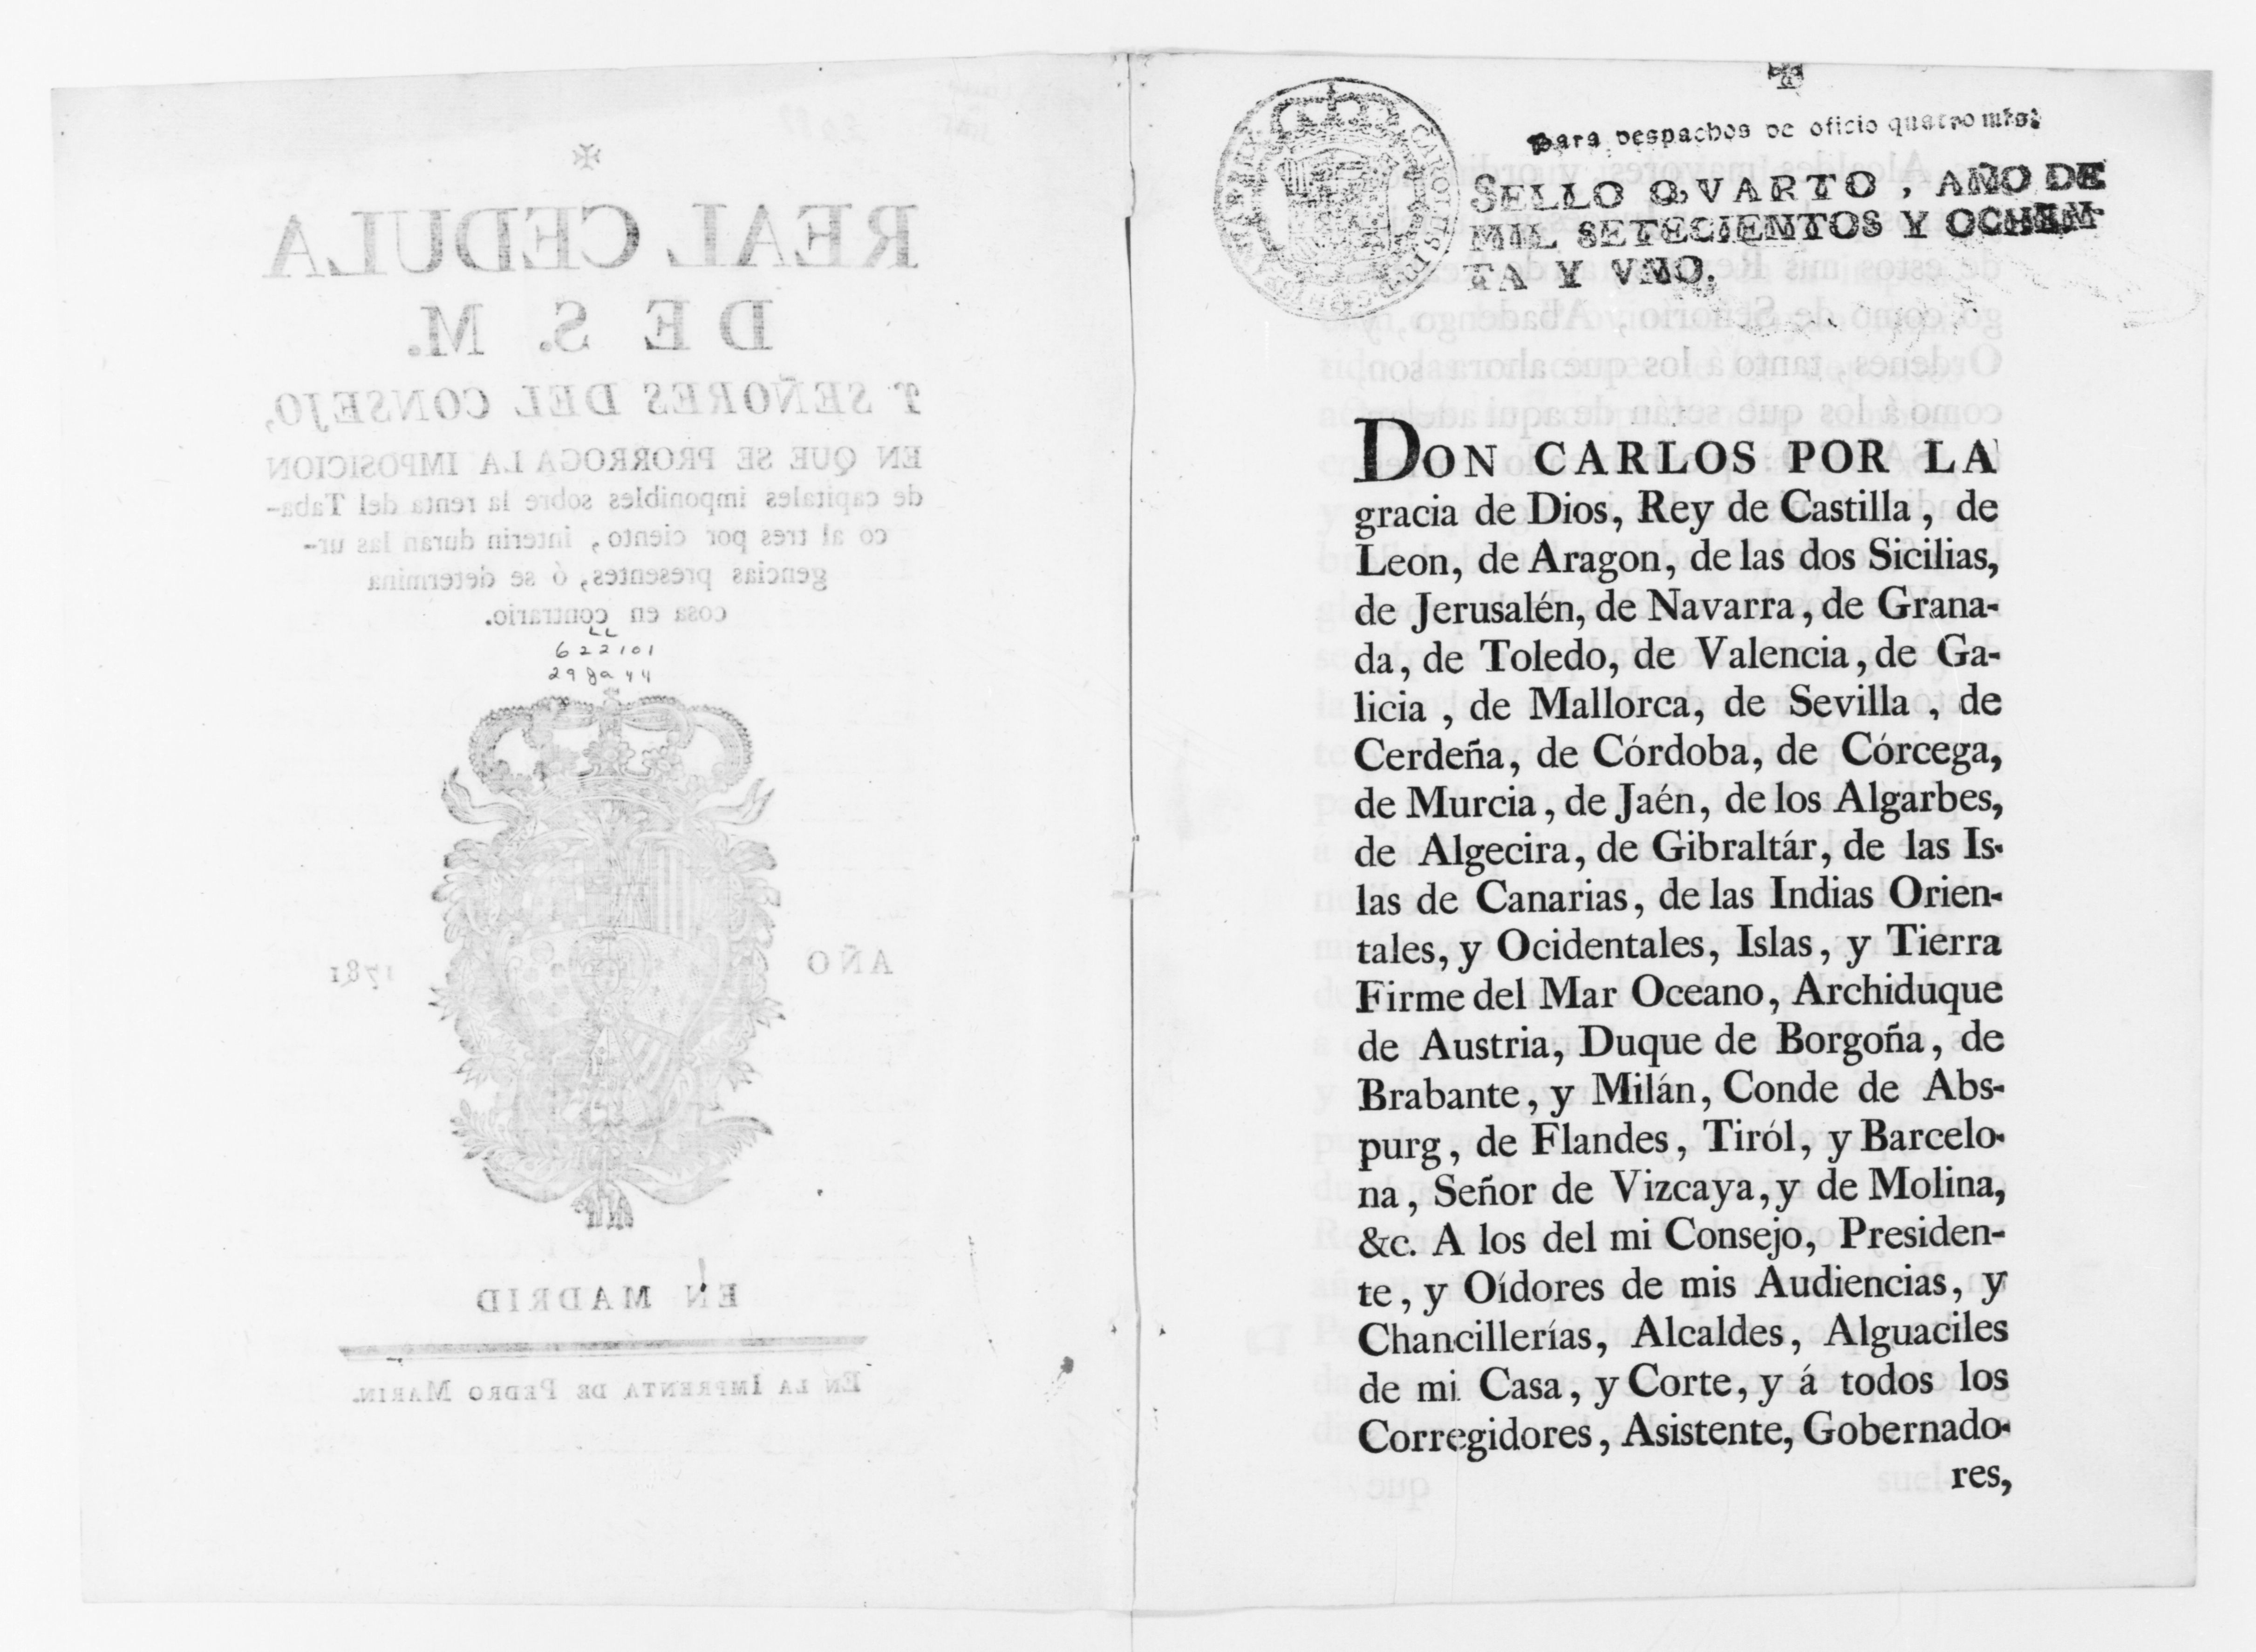 REAL CEDULA
DE S. M.
Y SEÑORES DEL CONSEJO,
EN QUE SE PRORROGA LA IMPOSICION
de capitales imponibles sobre la renta del Taba-
co al tres por ciento, interin duran las ur-
gencias presentes, ó se determina
cosa en contrario.
LL
622101
29 ja 44
AÑO 1781
EN MADRID
EN LA IMPRENTA DE PEDRO MARIN.
Para despachos de oficio quatro mrs.
SELLO QVARTO, AÑO DE
MIL SETECIENTOS Y OCHEN-
TA Y VNO.
DON CARLOS POR LA
gracia de Dios, Rey de Castilla, de
Leon, de Aragon, de las dos Sicilias,
de Jerusalén, de Navarra, de Grana-
da, de Toledo, de Valencia, de Ga-
licia, de Mallorca, de Sevilla, de
Cerdeña, de Córdoba, de Córcega,
de Murcia, de Jaén, de los Algarbes,
de Algecira, de Gibraltár, de las Is-
las de Canarias, de las Indias Orien-
tales, y Ocidentales, Islas, y Tierra
Firme del Mar Oceano, Archiduque
de Austria, Duque de Borgoña, de
Brabante, y Milán, Conde de Abs-
purg, de Flandes, Tiról, y Barcelo-
na, Señor de Vizcaya, y de Molina,
&c. A los del mi Consejo, Presiden-
te, y Oídores de mis Audiencias, y
Chancillerías, Alcaldes, Alguaciles
de mi Casa, y Corte, y á todos los
Corregidores, Asistente, Gobernado-
res,